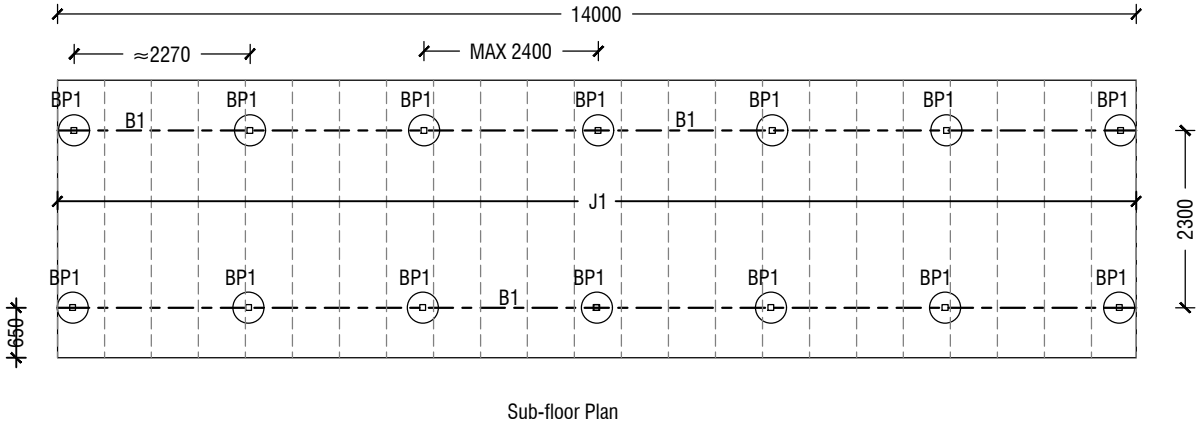 14000
≈2270
MAX 2400
BP1 BP1 BP1 BP1 BP1 BP1 BP1
B1 B1
J1
2300
BP1 BP1 BP1 BP1 BP1 BP1 BP1
B1
650
Sub-floor Plan